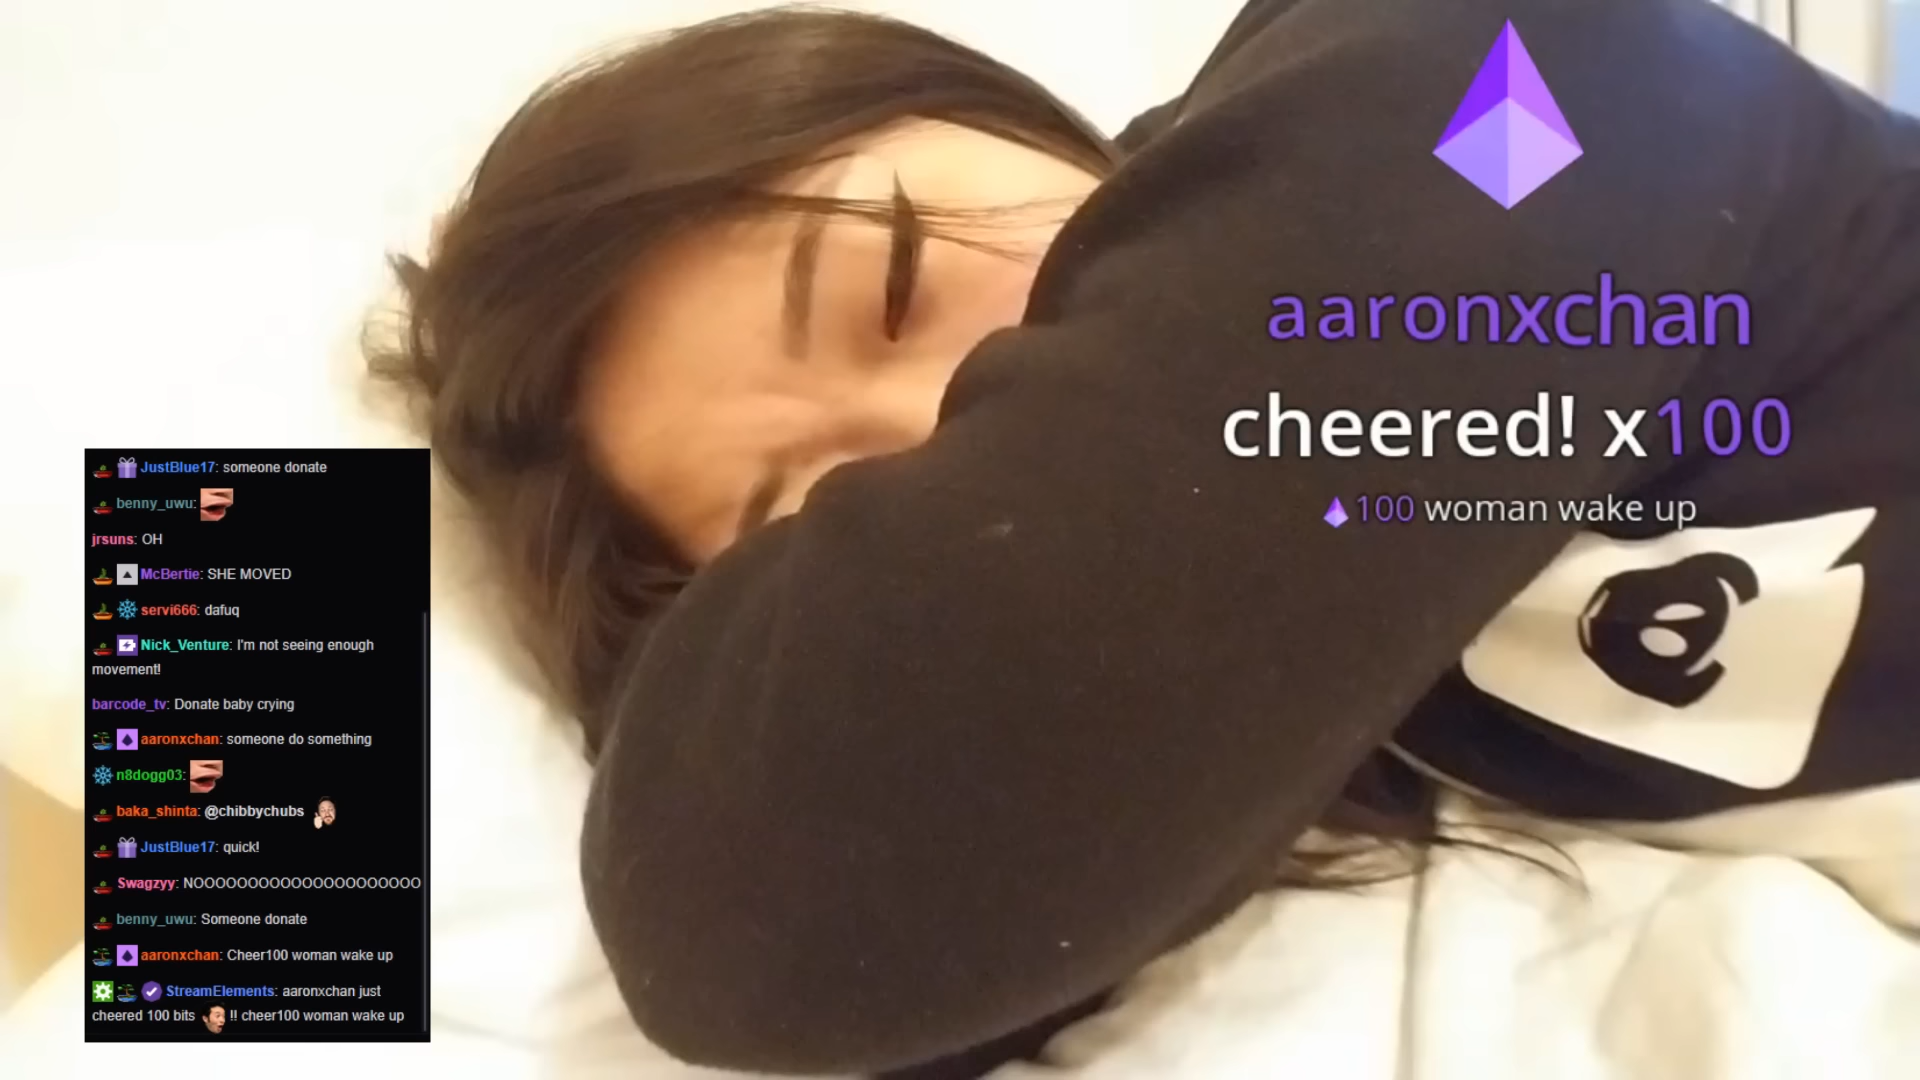 JustBlue17: someone donate
benny_uwu:
jrsuns: OH
McBertie: SHE MOVED
servi666: dafuq
Nick_Venture: I'm not seeing enough
movement!
barcode_tv: Donate baby crying
aaronxchan: someone do something
n8dogg03:
baka_shinta: @chibbychubs
JustBlue17: quick!
Swagzyy: NOOOOOOOOOOOOOOOOOOOOO
benny_uwu: Someone donate
aaronxchan: Cheer100 woman wake up
StreamElements: aaronxchan just
cheered 100 bits !! cheer100 woman wake up
aaronxchan
cheered! x100
100 woman wake up